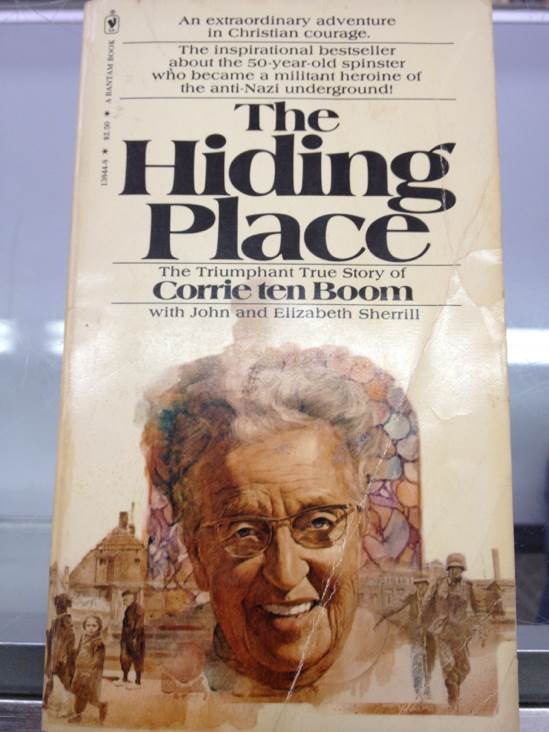 An extraordinary adventure
in Christian courage.
The inspirational bestseller
about the 50-year-old spinster
who became a militant heroine of
the anti-Nazi underground!
The
Hiding
Place
The Triumphant True Story of
Corrie ten Boom
with John and Elizabeth Sherrill
13844-8 * $2.50 * A BANTAM BOOK